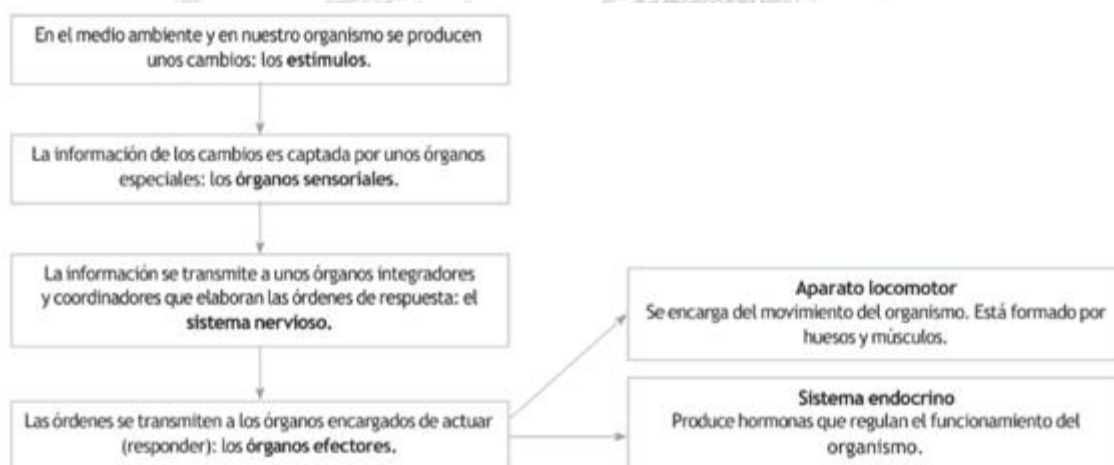 En el medio ambiente y en nuestro organismo se producen
unos cambios: los estímulos.
La información de los cambios es captada por unos órganos
especiales: los órganos sensoriales.
La información se transmite a unos órganos integradores
y coordinadores que elaboran las órdenes de respuesta: el
sistema nervioso.
Las órdenes se transmiten a los órganos encargados de actuar
(responder): los órganos efectores.
Aparato locomotor
Se encarga del movimiento del organismo. Está formado por
huesos y músculos.
Sistema endocrino
Produce hormonas que regulan el funcionamiento del
organismo.